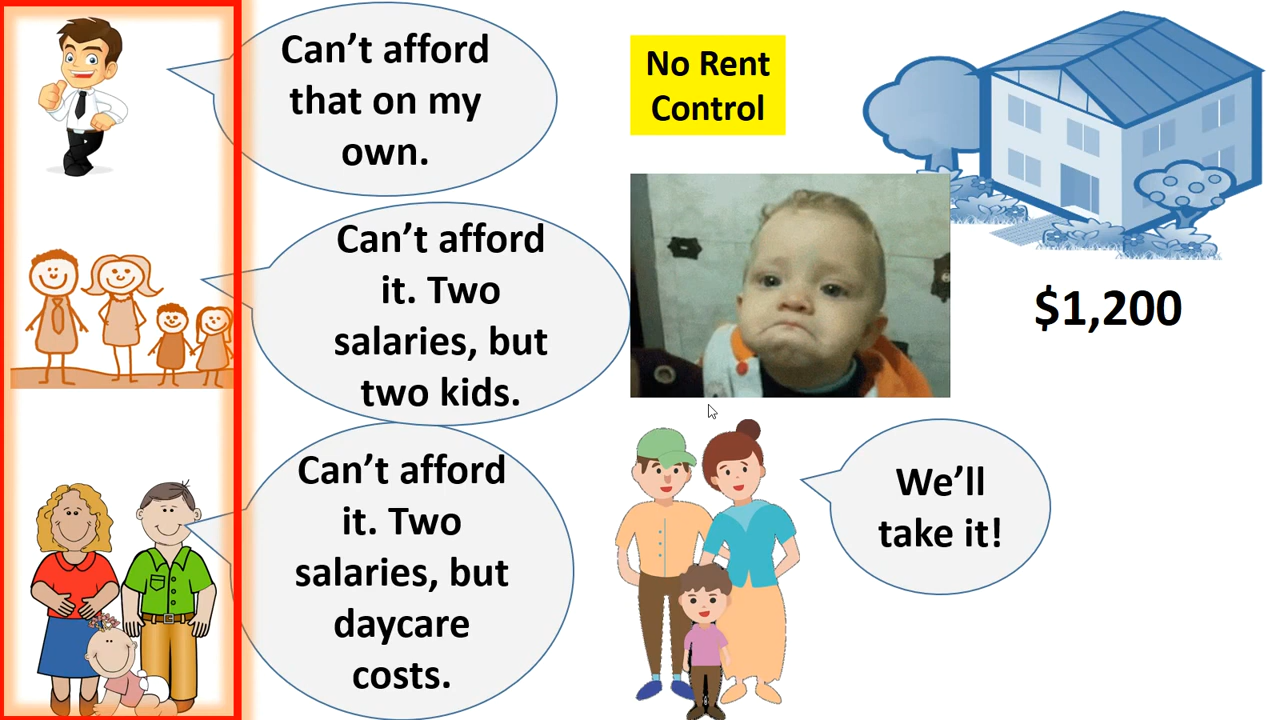 Can’t afford
that on my
own.
No Rent
Control
Can’t afford
it. Two
salaries, but
two kids.
$1,200
Can’t afford
it. Two
salaries, but
daycare
costs.
We’ll
take it!